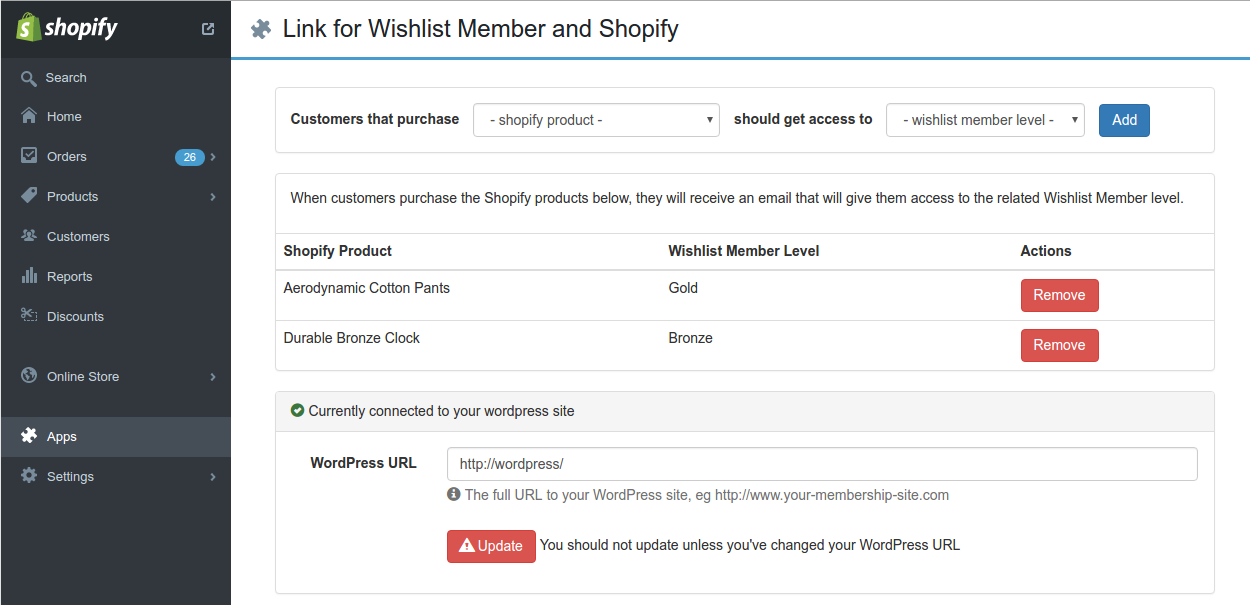 shopify
Search
Home
Orders 26
Products
Customers
Reports
Discounts
Online Store
Apps
Settings
Link for Wishlist Member and Shopify
Customers that purchase - shopify product - should get access to - wishlist member level - Add
When customers purchase the Shopify products below, they will receive an email that will give them access to the related Wishlist Member level.
Shopify Product Wishlist Member Level Actions
Aerodynamic Cotton Pants Gold Remove
Durable Bronze Clock Bronze Remove
Currently connected to your wordpress site
WordPress URL http://wordpress/
The full URL to your WordPress site, eg http://www.your-membership-site.com
Update You should not update unless you've changed your WordPress URL